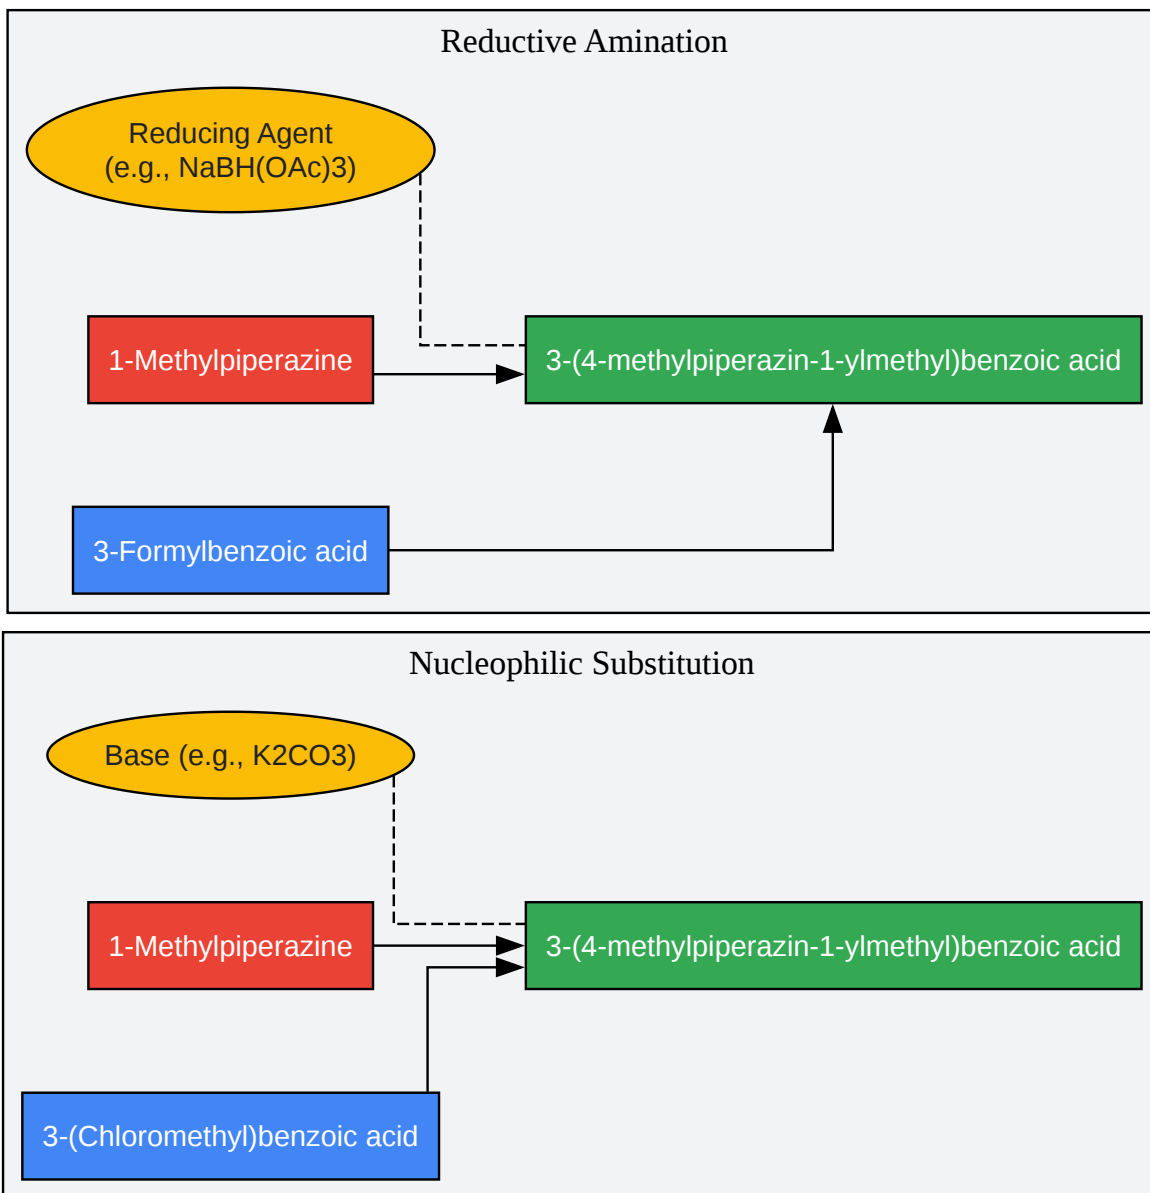 Reductive Amination
Reducing Agent
(e.g., NaBH(OAc)3)
1-Methylpiperazine
3-(4-methylpiperazin-1-ylmethyl)benzoic acid
3-Formylbenzoic acid
Nucleophilic Substitution
Base (e.g., K2CO3)
1-Methylpiperazine
3-(4-methylpiperazin-1-ylmethyl)benzoic acid
3-(Chloromethyl)benzoic acid